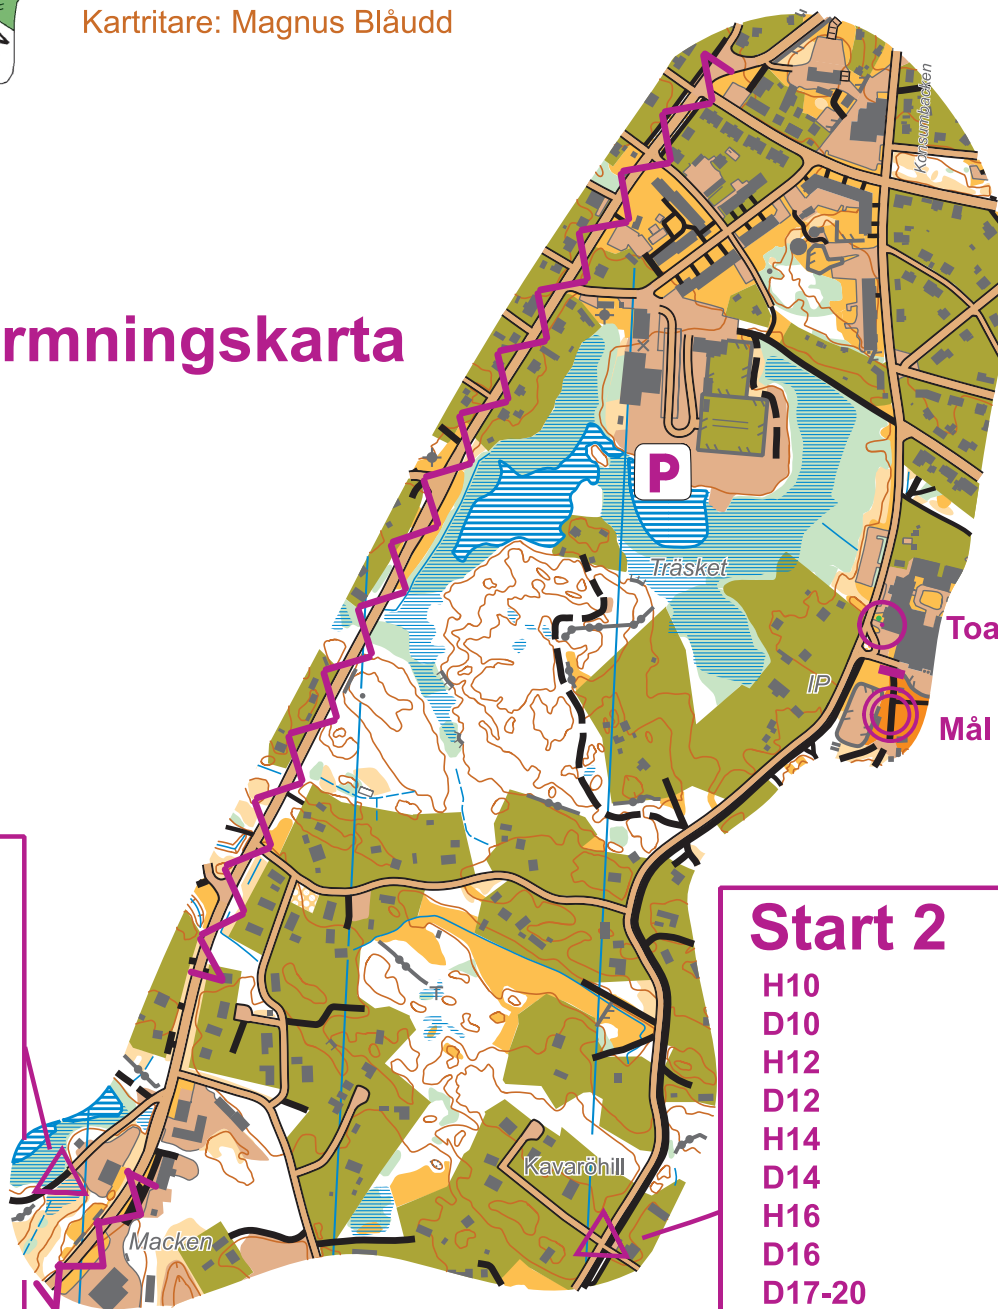 Kartritare: Magnus Blåudd
Konsumbacken
rmningskarta
P
Träsket
Toa
IP
Mål
Start 2
H10
D10
H12
D12
H14
D14
H16
D16
D17-20
Kavaröhill
Macken